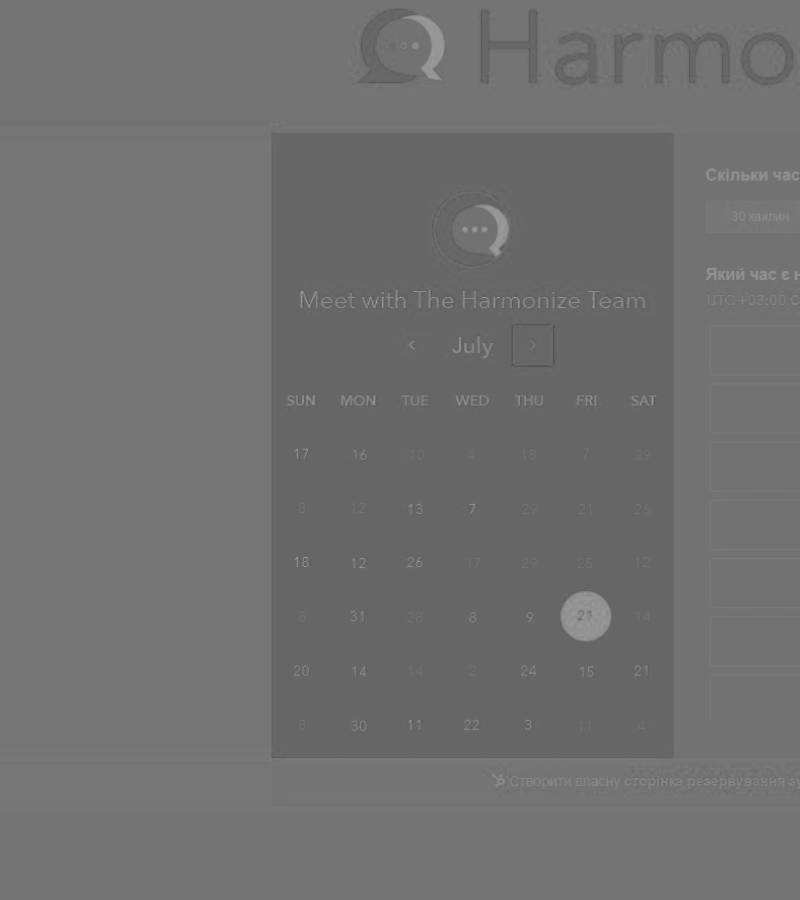 Harmo
Meet with The Harmonize Team
July
SUN MON TUE WED THU FRI SAT
17 16 10 4 18 7 29
8 12 13 7 29 21 26
18 12 26 17 29 25 12
31 28 8 9 21 14
20 14 14 2 24 15 21
8 30 11 22 3 11 4
Скільки час
30 хвилин
Який час є н
UTC +03:00
Створити власну сторінка резервування